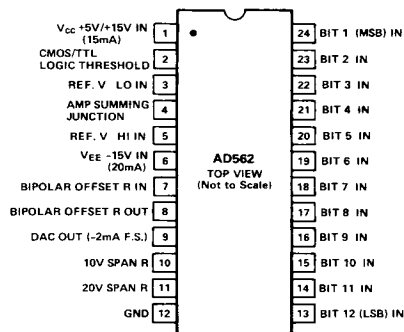 VCC +5V/+15V IN
(15mA)
1
CMOS/TTL
LOGIC THRESHOLD
2
REF. V LO IN
3
AMP SUMMING
JUNCTION
4
REF. V HI IN
5
VEE -15V IN
(20mA)
6
BIPOLAR OFFSET R IN
7
BIPOLAR OFFSET R OUT
8
DAC OUT (-2mA F.S.)
9
10V SPAN R
10
20V SPAN R
11
GND
12
AD562
TOP VIEW
(Not to Scale)
24 BIT 1 (MSB) IN
23 BIT 2 IN
22 BIT 3 IN
21 BIT 4 IN
20 BIT 5 IN
19 BIT 6 IN
18 BIT 7 IN
17 BIT 8 IN
16 BIT 9 IN
15 BIT 10 IN
14 BIT 11 IN
13 BIT 12 (LSB) IN